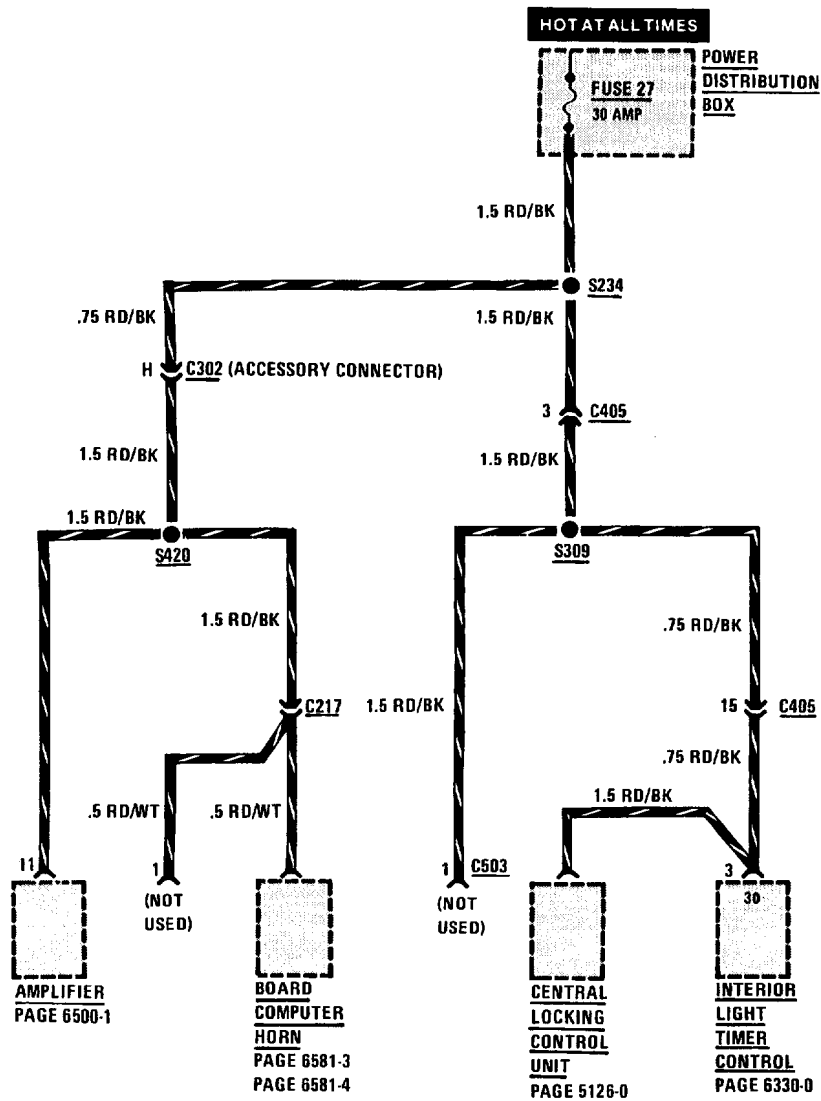 HOT AT ALL TIMES
POWER
DISTRIBUTION
BOX
FUSE 27
30 AMP
1.5 RD/BK
S234
.75 RD/BK
1.5 RD/BK
H
C302 (ACCESSORY CONNECTOR)
3
C405
1.5 RD/BK
1.5 RD/BK
1.5 RD/BK
S420
S309
1.5 RD/BK
.75 RD/BK
C217
1.5 RD/BK
15
C405
.75 RD/BK
1.5 RD/BK
.5 RD/WT
.5 RD/WT
11
1
1
C503
3
30
(NOT
USED)
(NOT
USED)
AMPLIFIER
PAGE 6500-1
BOARD
COMPUTER
HORN
PAGE 6581-3
PAGE 6581-4
CENTRAL
LOCKING
CONTROL
UNIT
PAGE 5126-0
INTERIOR
LIGHT
TIMER
CONTROL
PAGE 6330-0